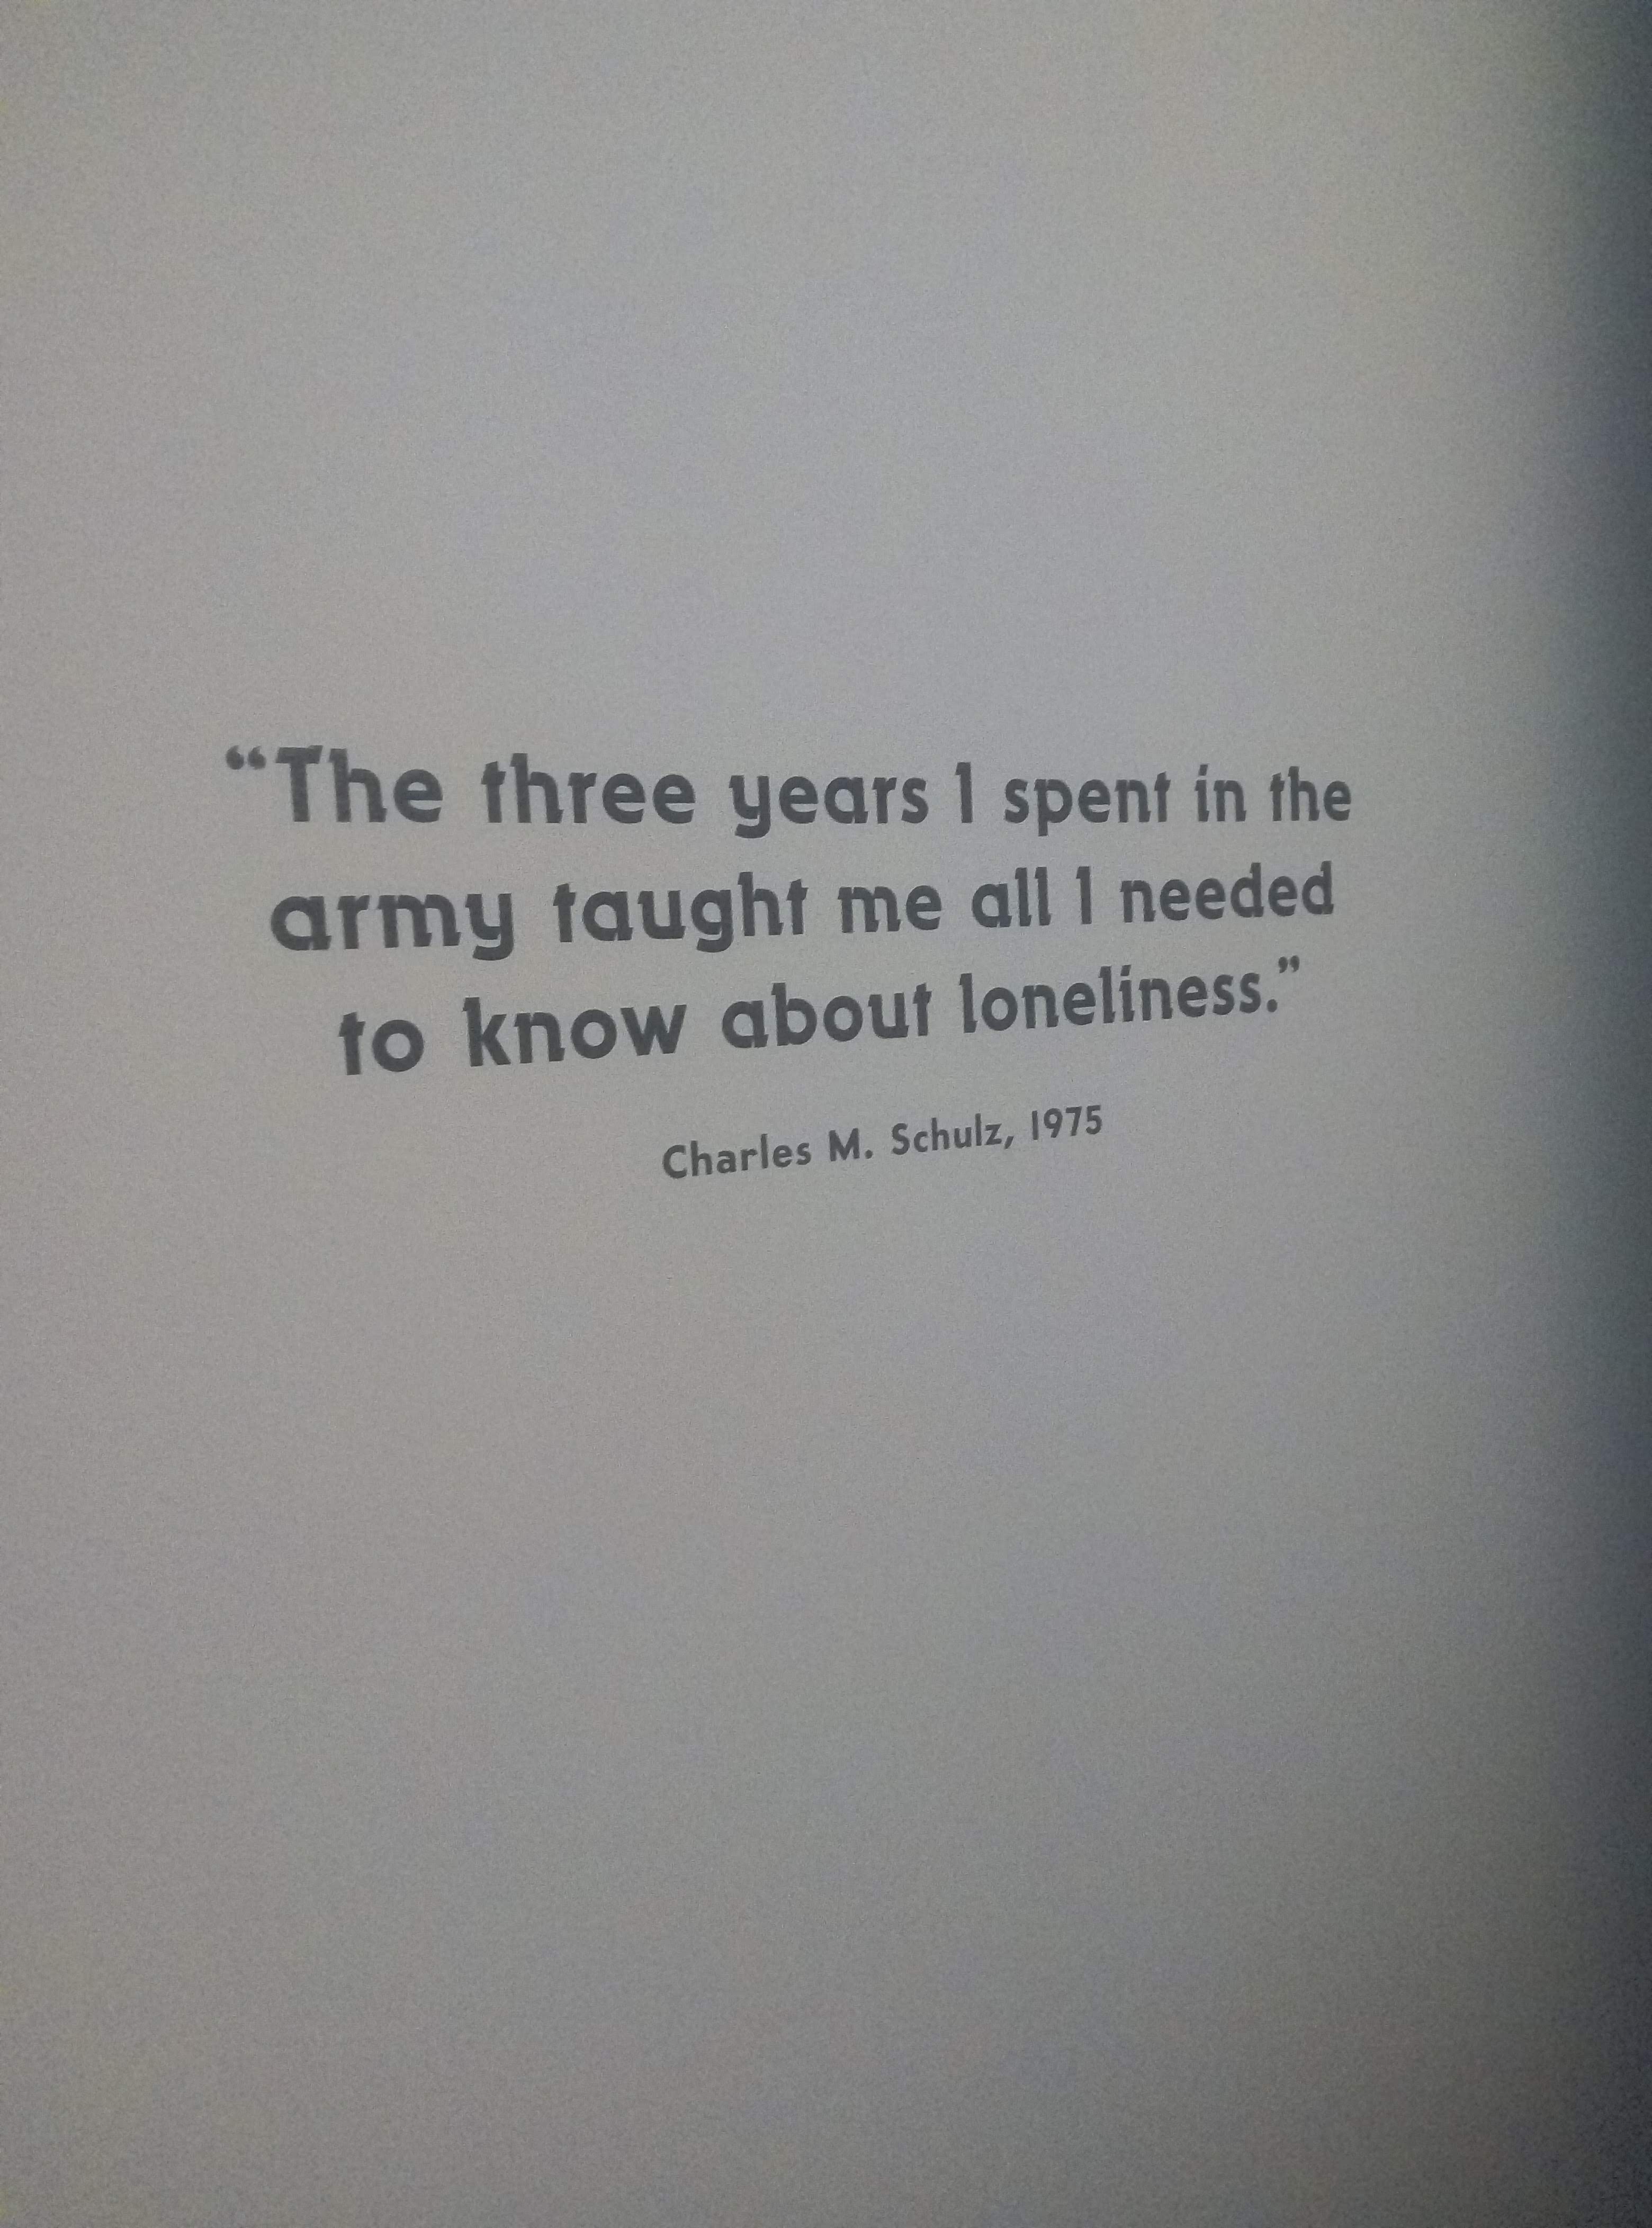 “The three years I spent in the
army taught me all I needed
to know about loneliness.”
Charles M. Schulz, 1975